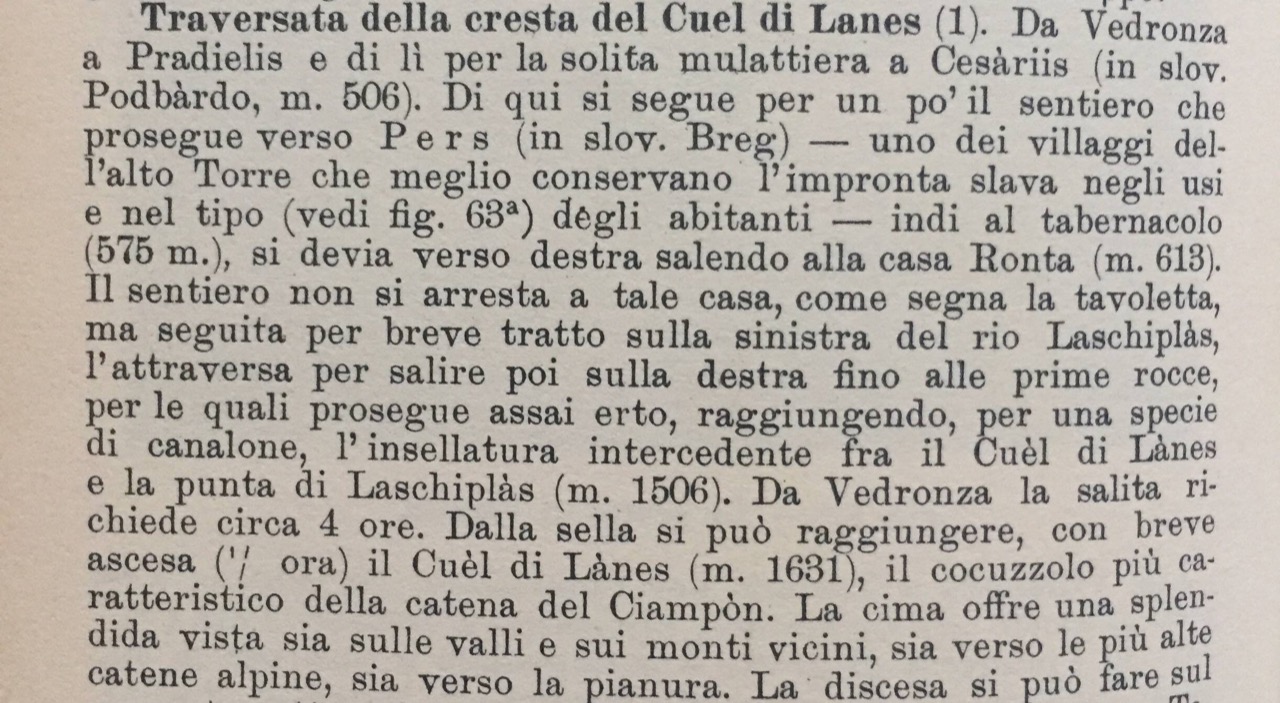 Traversata della cresta del Cuel di Lanes (1). Da Vedronza
a Pradielis e di lì per la solita mulattiera a Cesàriis (in slov.
Podbàrdo, m. 506). Di qui si segue per un po' il sentiero che
prosegue verso Pers (in slov. Breg) — uno dei villaggi del-
l'alto Torre che meglio conservano l'impronta slava negli usi
e nel tipo (vedi fig. 63ª) degli abitanti — indi al tabernacolo
(575 m.), si devia verso destra salendo alla casa Ronta (m. 613).
Il sentiero non si arresta a tale casa, come segna la tavoletta,
ma seguita per breve tratto sulla sinistra del rio Laschiplàs,
l'attraversa per salire poi sulla destra fino alle prime rocce,
per le quali prosegue assai erto, raggiungendo, per una specie
di canalone, l'insellatura intercedente fra il Cuèl di Lànes
e la punta di Laschiplàs (m. 1506). Da Vedronza la salita ri-
chiede circa 4 ore. Dalla sella si può raggiungere, con breve
ascesa (1/ ora) il Cuèl di Lànes (m. 1631), il cocuzzolo più ca-
ratteristico della catena del Ciampòn. La cima offre una splen-
dida vista sia sulle valli e sui monti vicini, sia verso le più alte
catene alpine, sia verso la pianura. La discesa si può fare sul